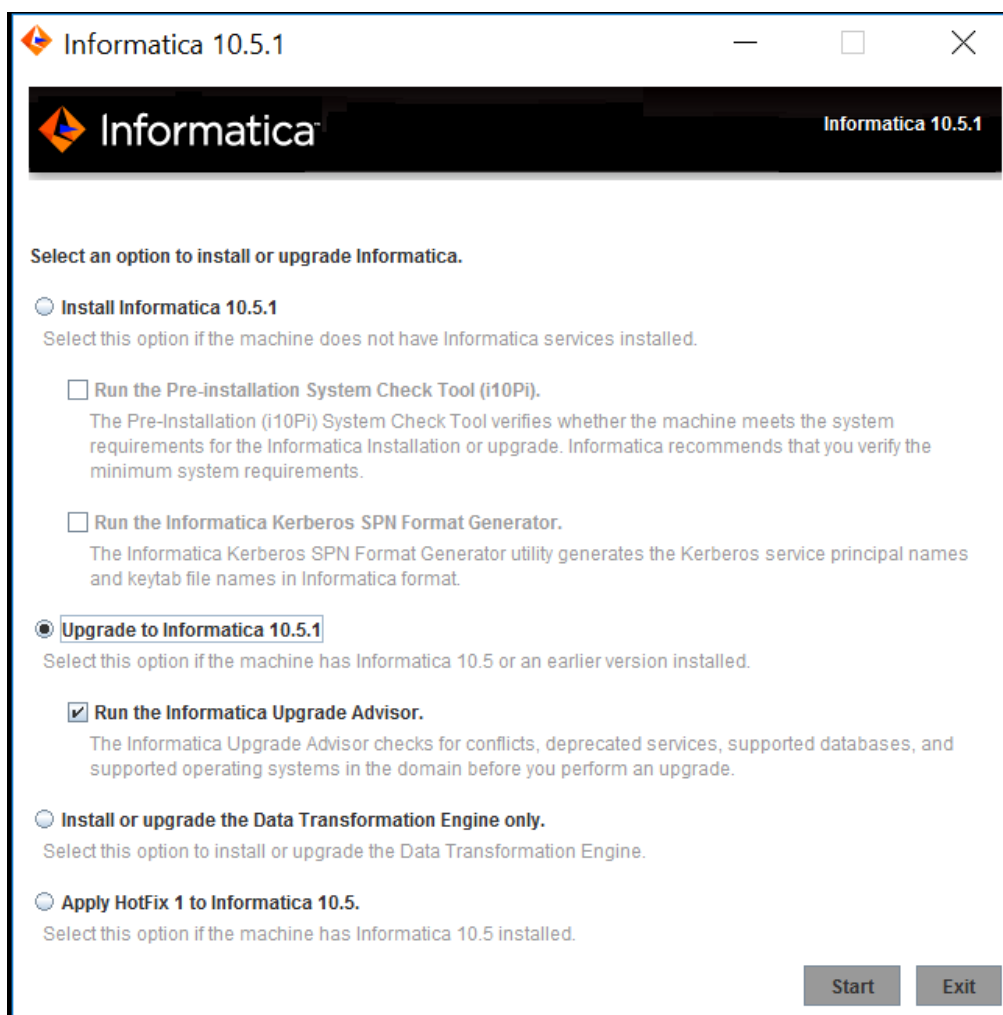 Informatica 10.5.1
Informatica™
Informatica 10.5.1
Select an option to install or upgrade Informatica.
Install Informatica 10.5.1
Select this option if the machine does not have Informatica services installed.
Run the Pre-installation System Check Tool (i10Pi).
The Pre-Installation (i10Pi) System Check Tool verifies whether the machine meets the system
requirements for the Informatica Installation or upgrade. Informatica recommends that you verify the
minimum system requirements.
Run the Informatica Kerberos SPN Format Generator.
The Informatica Kerberos SPN Format Generator utility generates the Kerberos service principal names
and keytab file names in Informatica format.
Upgrade to Informatica 10.5.1
Select this option if the machine has Informatica 10.5 or an earlier version installed.
Run the Informatica Upgrade Advisor.
The Informatica Upgrade Advisor checks for conflicts, deprecated services, supported databases, and
supported operating systems in the domain before you perform an upgrade.
Install or upgrade the Data Transformation Engine only.
Select this option to install or upgrade the Data Transformation Engine.
Apply HotFix 1 to Informatica 10.5.
Select this option if the machine has Informatica 10.5 installed.
Start
Exit